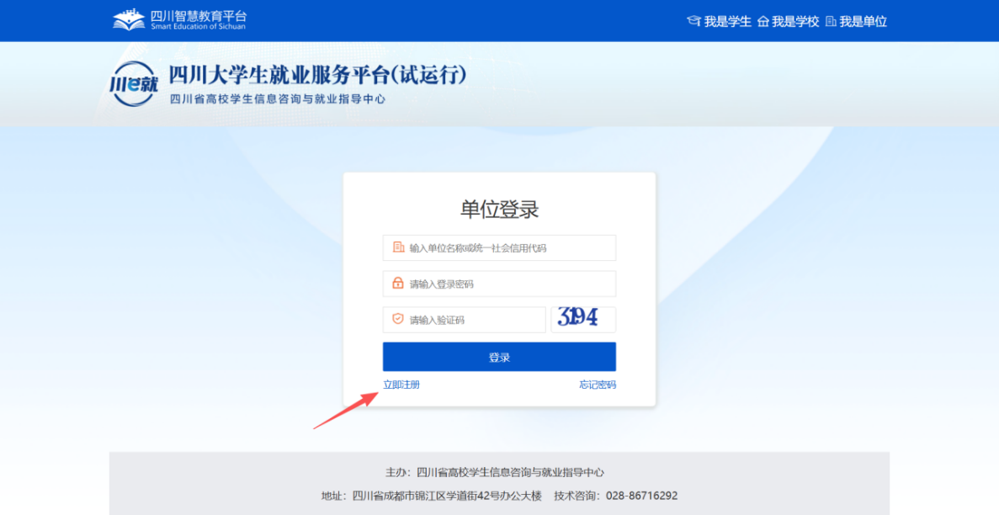 四川智慧教育平台
Smart Education of Sichuan
我是学生 我是学校 我是单位
川e就
四川大学生就业服务平台(试运行)
四川省高校学生信息咨询与就业指导中心
单位登录
输入单位名称或统一社会信用代码
请输入登录密码
请输入验证码
3194
登录
立即注册 忘记密码
主办：四川省高校学生信息咨询与就业指导中心
地址：四川省成都市锦江区学道街42号办公大楼 技术咨询：028-86716292